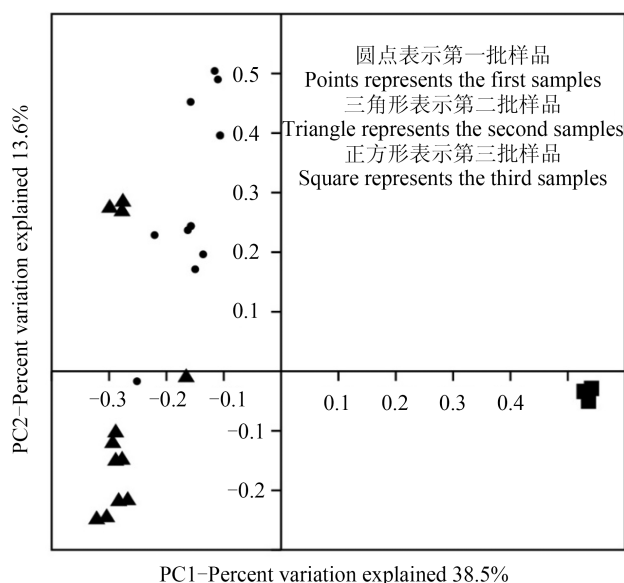 圆点表示第一批样品
Points represents the first samples
三角形表示第二批样品
Triangle represents the second samples
正方形表示第三批样品
Square represents the third samples
0.5
0.4
0.3
0.2
0.1
−0.3 −0.2 −0.1 0.1 0.2 0.3 0.4
−0.1
−0.2
PC2−Percent variation explained 13.6%
PC1−Percent variation explained 38.5%